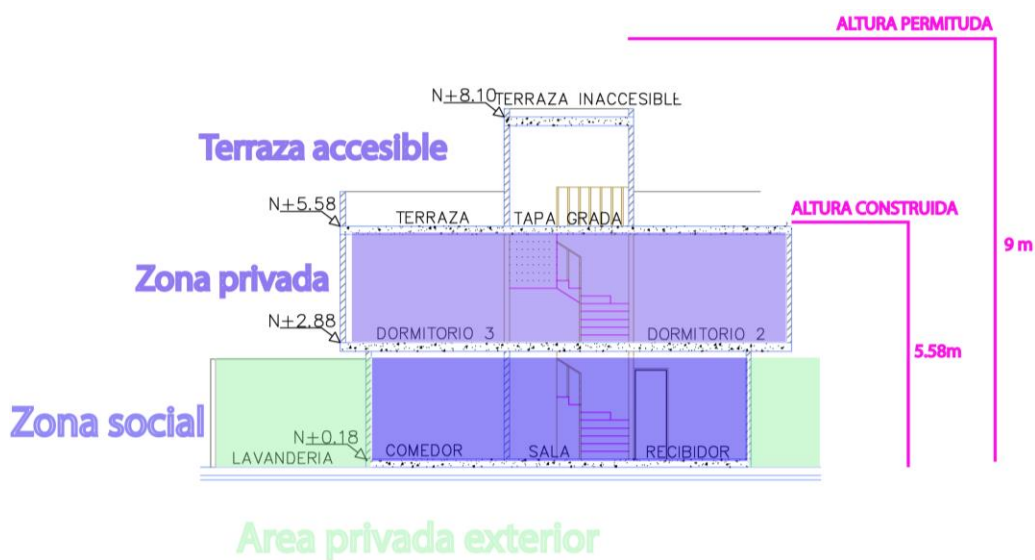 ALTURA PERMITUDA
N+8.10 TERRAZA INACCESIBLE
Terraza accesible
N+5.58
TERRAZA TAPA GRADA
ALTURA CONSTRUIDA
9 m
Zona privada
N+2.88
DORMITORIO 3 DORMITORIO 2
5.58m
Zona social
N+0.18
LAVANDERIA COMEDOR SALA RECIBIDOR
Area privada exterior